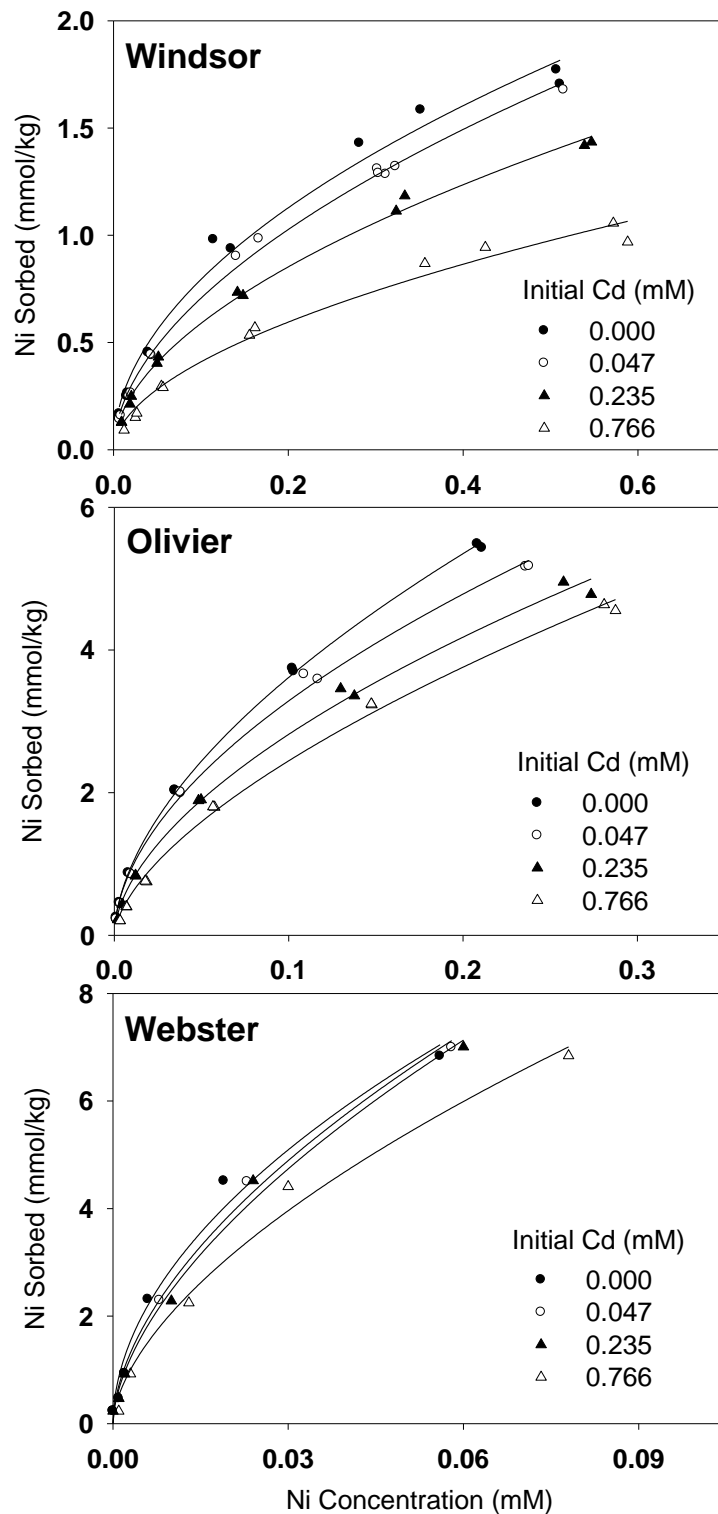 2.0
Windsor
1.5
1.0
0.5
0.0
Ni Sorbed (mmol/kg)
Initial Cd (mM)
0.000
0.047
0.235
0.766
0.0 0.2 0.4 0.6
6
Olivier
4
2
0
Ni Sorbed (mmol/kg)
Initial Cd (mM)
0.000
0.047
0.235
0.766
0.0 0.1 0.2 0.3
8
Webster
6
4
2
0
Ni Sorbed (mmol/kg)
Initial Cd (mM)
0.000
0.047
0.235
0.766
0.00 0.03 0.06 0.09
Ni Concentration (mM)